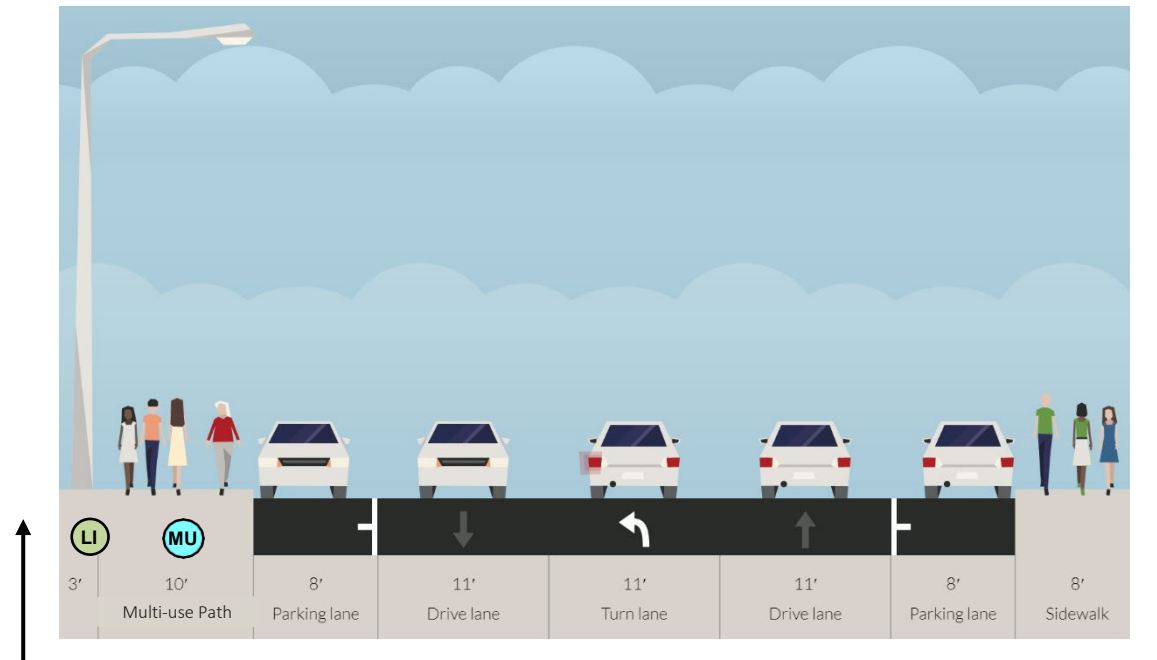 LI
MU
3′ 10′ 8′ 11′ 11′ 11′ 8′ 8′
Multi-use Path Parking lane Drive lane Turn lane Drive lane Parking lane Sidewalk